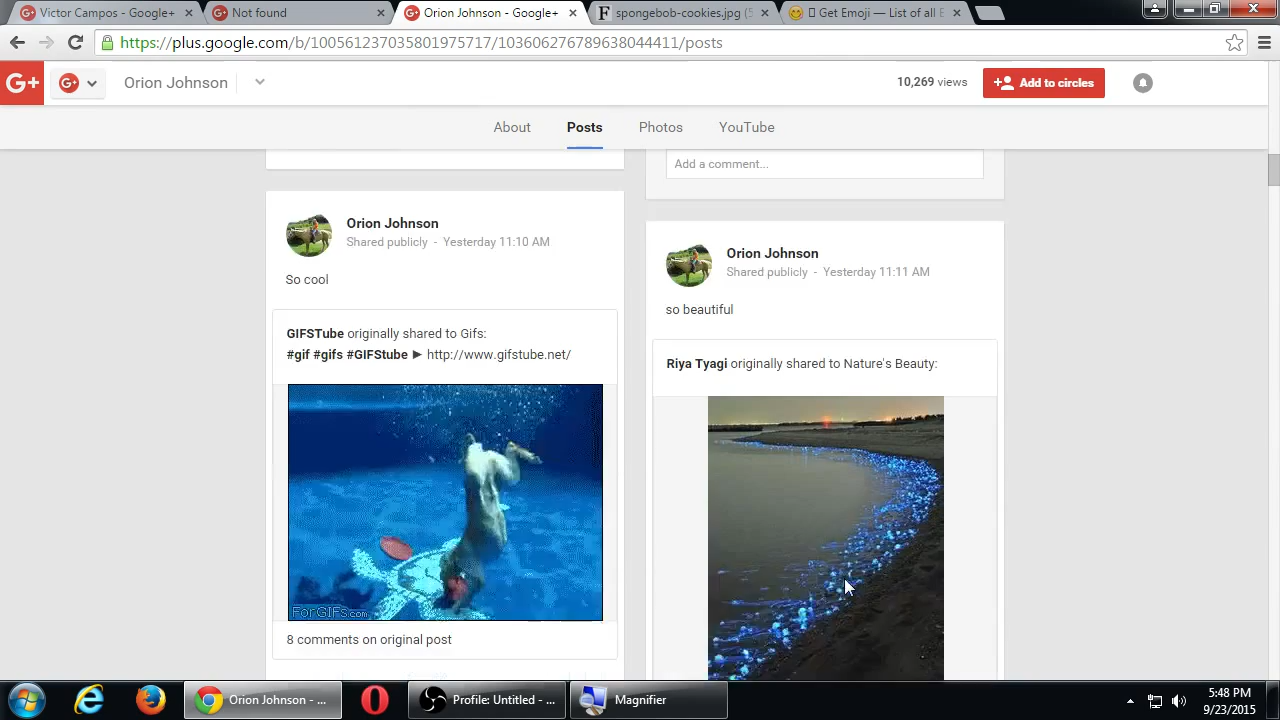 Victor Campos - Google+
Not found
Orion Johnson - Google+
spongebob-cookies.jpg (5
Get Emoji — List of all E
https://plus.google.com/b/100561237035801975717/103606276789638044411/posts
G+
Orion Johnson
10,269 views
Add to circles
About
Posts
Photos
YouTube
Add a comment...
Orion Johnson
Shared publicly - Yesterday 11:10 AM
So cool
GIFSTube originally shared to Gifs:
#gif #gifs #GIFStube ► http://www.gifstube.net/
ForGIFs.com
8 comments on original post
Orion Johnson
Shared publicly - Yesterday 11:11 AM
so beautiful
Riya Tyagi originally shared to Nature's Beauty:
Orion Johnson - ...
Profile: Untitled - ...
Magnifier
5:48 PM
9/23/2015